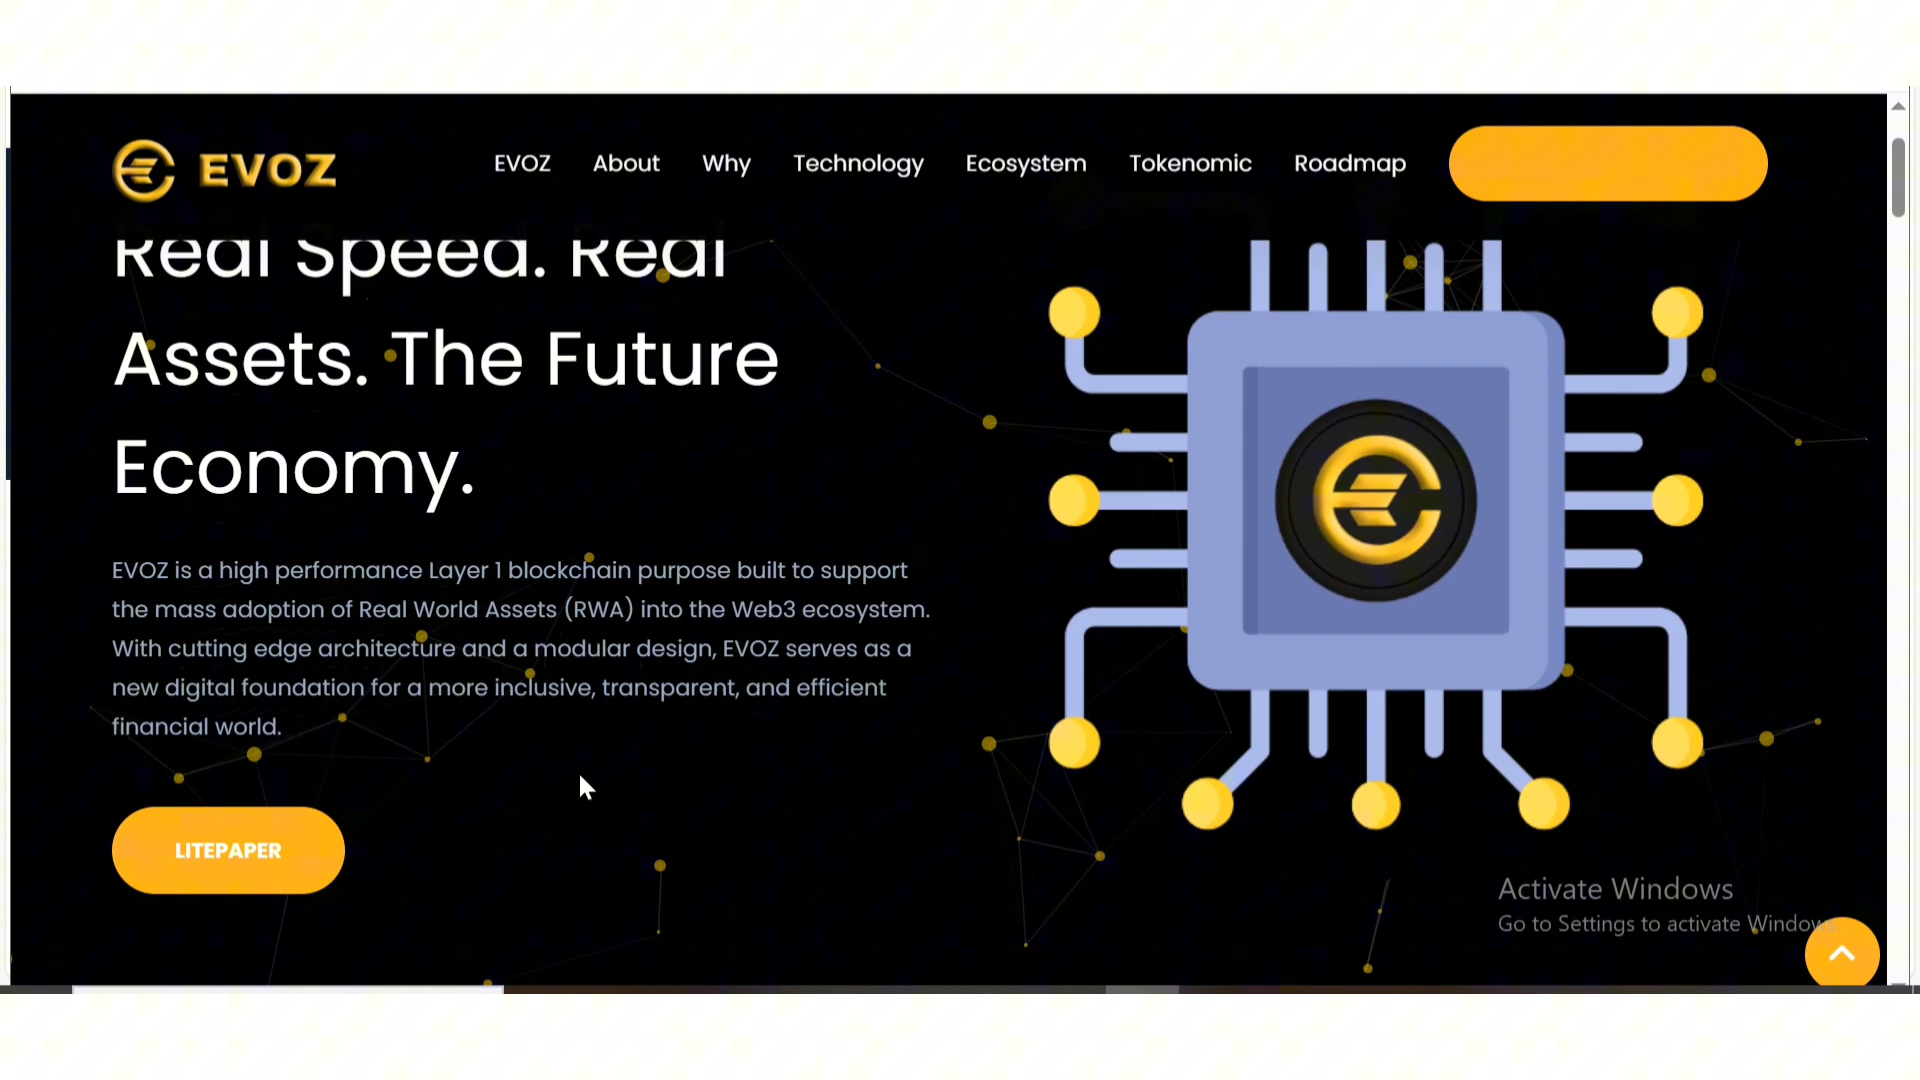 EVOZ
EVOZ About Why Technology Ecosystem Tokenomic Roadmap
Real Speed. Real
Assets. The Future
Economy.
EVOZ is a high performance Layer 1 blockchain purpose built to support
the mass adoption of Real World Assets (RWA) into the Web3 ecosystem.
With cutting edge architecture and a modular design, EVOZ serves as a
new digital foundation for a more inclusive, transparent, and efficient
financial world.
LITEPAPER
Activate Windows
Go to Settings to activate Windows